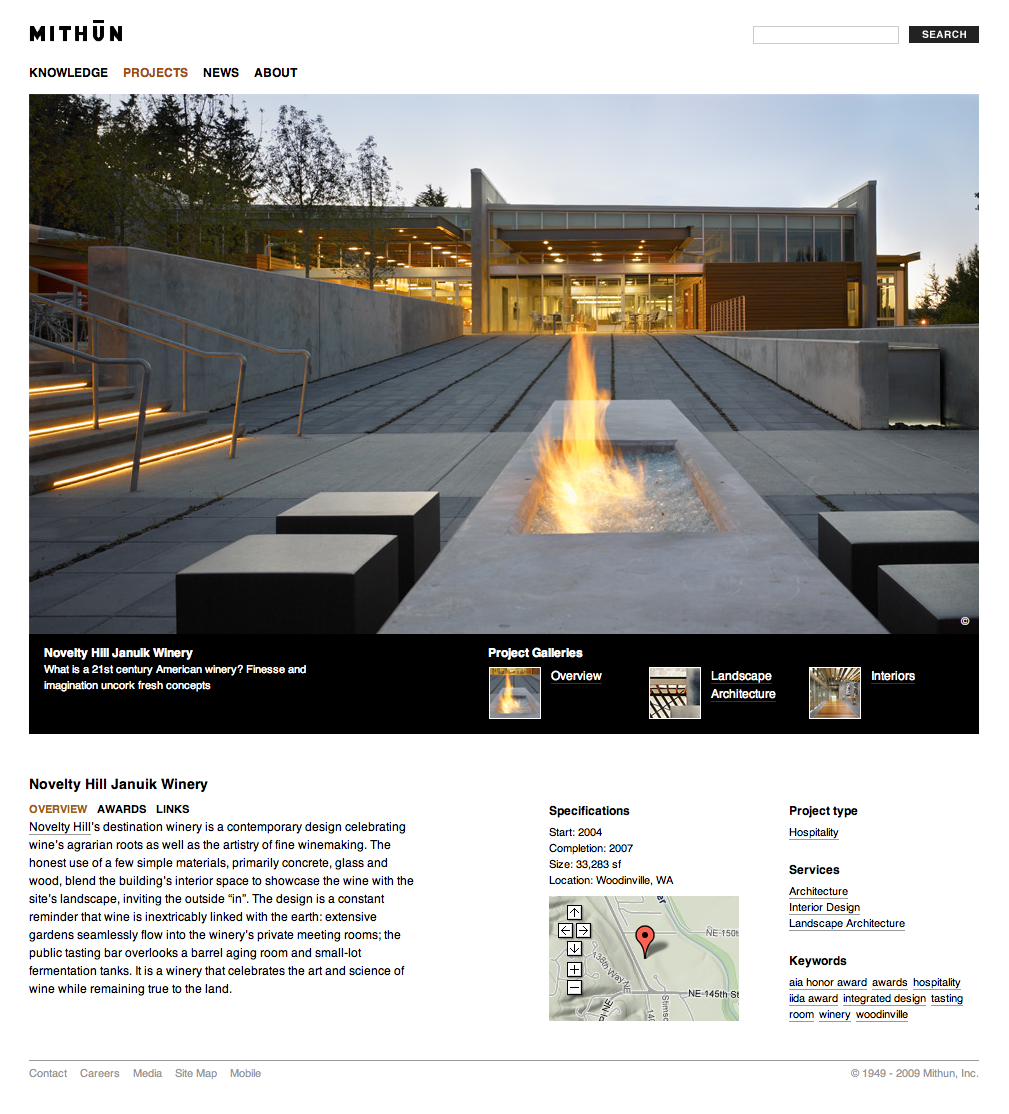 MITHŪN
SEARCH
KNOWLEDGE PROJECTS NEWS ABOUT
©
Novelty Hill Januik Winery
What is a 21st century American winery? Finesse and
imagination uncork fresh concepts
Project Galleries
Overview
Landscape
Architecture
Interiors
Novelty Hill Januik Winery
OVERVIEW AWARDS LINKS
Novelty Hill's destination winery is a contemporary design celebrating
wine's agrarian roots as well as the artistry of fine winemaking. The
honest use of a few simple materials, primarily concrete, glass and
wood, blend the building's interior space to showcase the wine with the
site's landscape, inviting the outside “in”. The design is a constant
reminder that wine is inextricably linked with the earth: extensive
gardens seamlessly flow into the winery's private meeting rooms; the
public tasting bar overlooks a barrel aging room and small-lot
fermentation tanks. It is a winery that celebrates the art and science of
wine while remaining true to the land.
Specifications
Start: 2004
Completion: 2007
Size: 33,283 sf
Location: Woodinville, WA
NE 150th
138th Way NE
NE 145th St
Project type
Hospitality
Services
Architecture
Interior Design
Landscape Architecture
Keywords
aia honor award awards hospitality
iida award integrated design tasting
room winery woodinville
Contact Careers Media Site Map Mobile
© 1949 - 2009 Mithun, Inc.